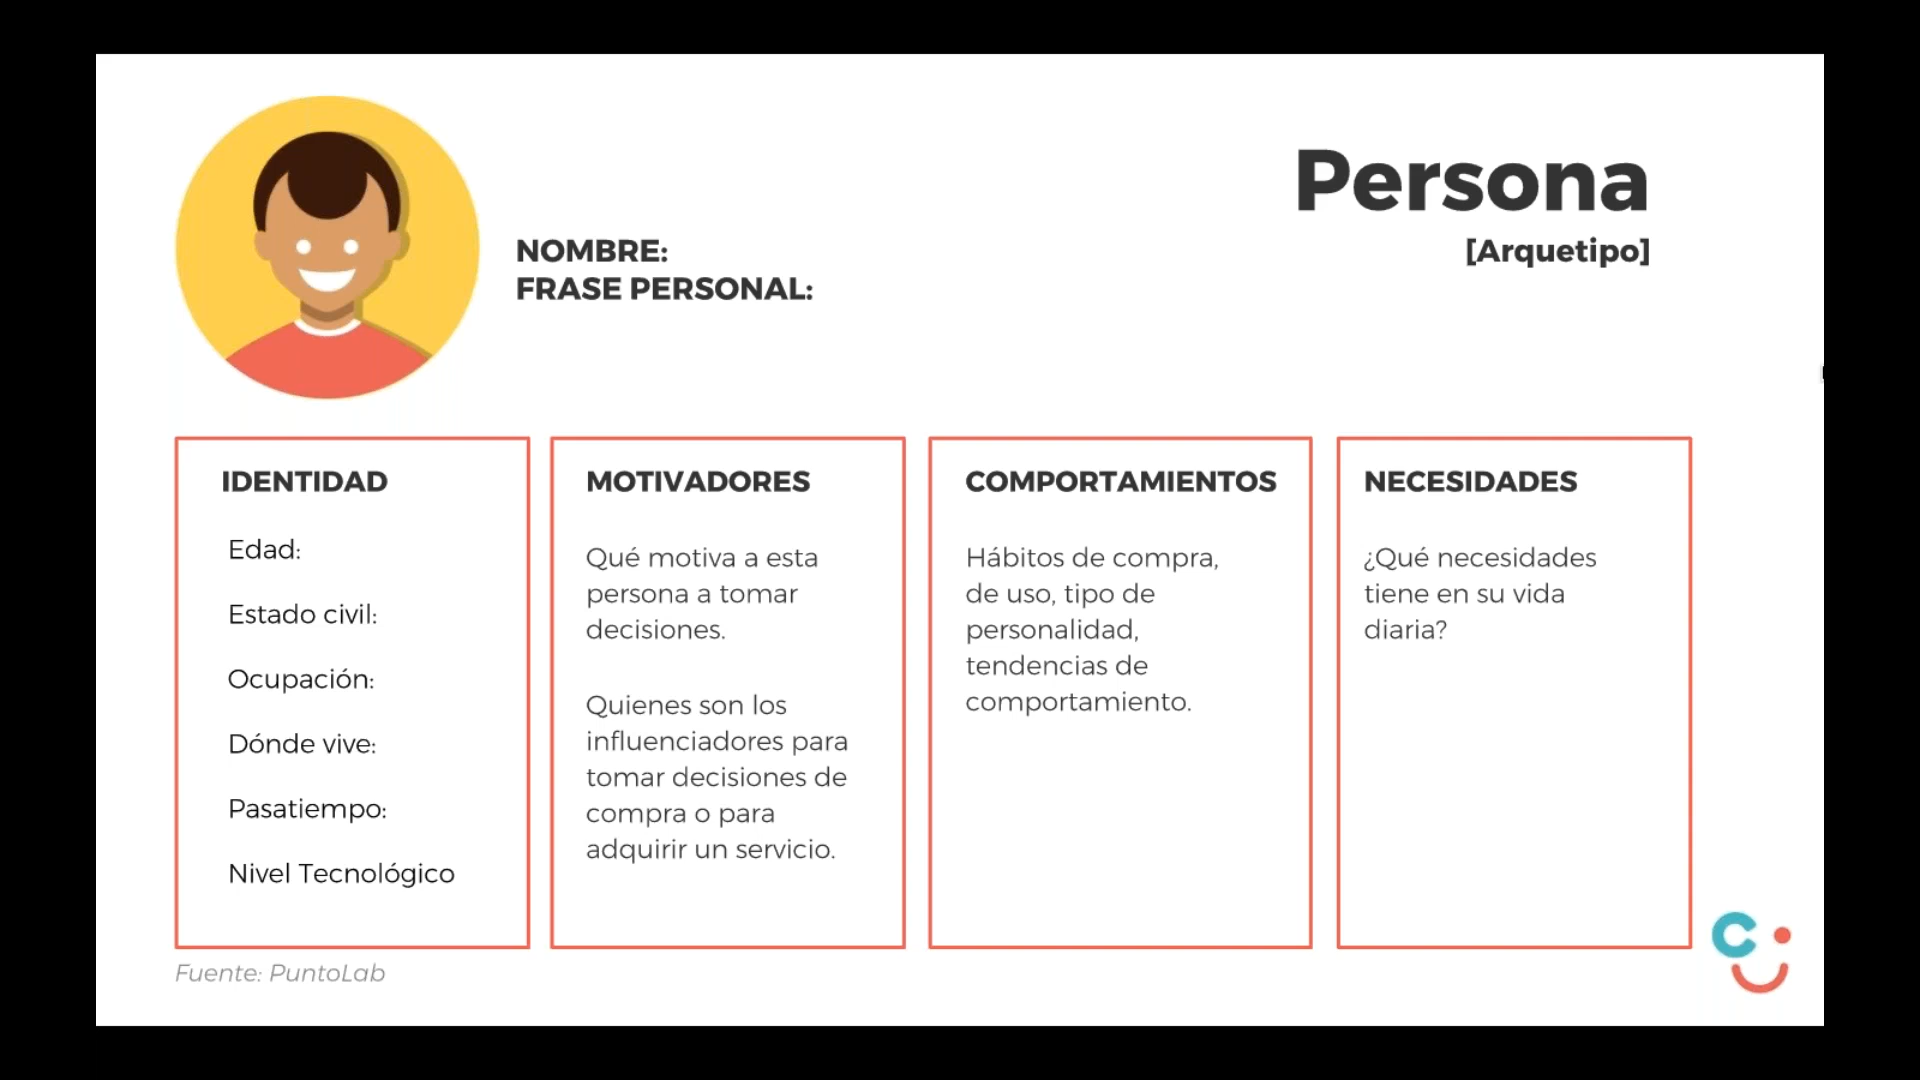 Persona
[Arquetipo]
NOMBRE:
FRASE PERSONAL:
IDENTIDAD
Edad:
Estado civil:
Ocupación:
Dónde vive:
Pasatiempo:
Nivel Tecnológico
MOTIVADORES
Qué motiva a esta
persona a tomar
decisiones.
Quienes son los
influenciadores para
tomar decisiones de
compra o para
adquirir un servicio.
COMPORTAMIENTOS
Hábitos de compra,
de uso, tipo de
personalidad,
tendencias de
comportamiento.
NECESIDADES
¿Qué necesidades
tiene en su vida
diaria?
Fuente: PuntoLab